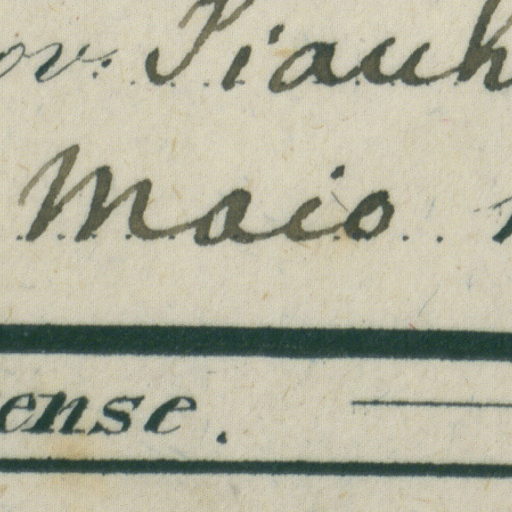 ov. Piauh
Maio
ense.